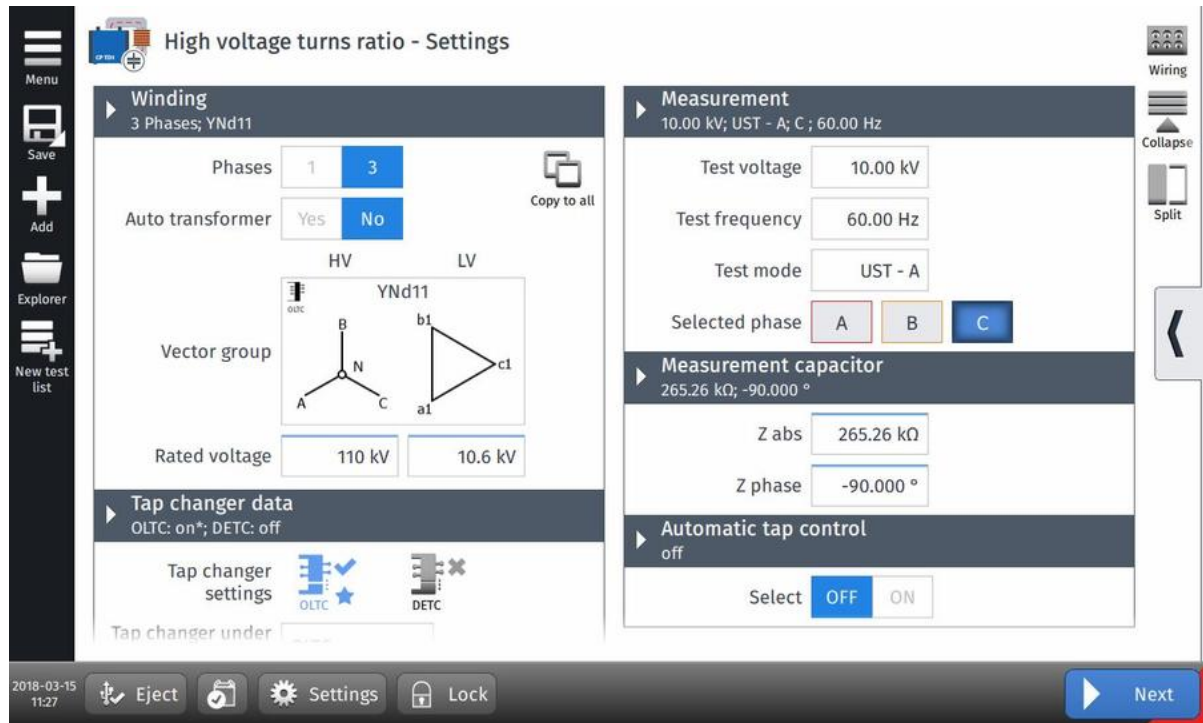 High voltage turns ratio - Settings
CP TD1
Menu
Save
Add
Explorer
New test
list
Winding
3 Phases; YNd11
Phases 1 3
Copy to all
Auto transformer Yes No
HV LV
Vector group
OLTC
YNd11
B
N
A C
b1
c1
a1
Rated voltage 110 kV 10.6 kV
Tap changer data
OLTC: on*; DETC: off
Tap changer
settings
OLTC DETC
Tap changer under
Measurement
10.00 kV; UST - A; C ; 60.00 Hz
Test voltage 10.00 kV
Test frequency 60.00 Hz
Test mode UST - A
Selected phase A B C
Measurement capacitor
265.26 kΩ; -90.000 °
Z abs 265.26 kΩ
Z phase -90.000 °
Automatic tap control
off
Select OFF ON
Wiring
Collapse
Split
2018-03-15
11:27
Eject
Settings
Lock
Next